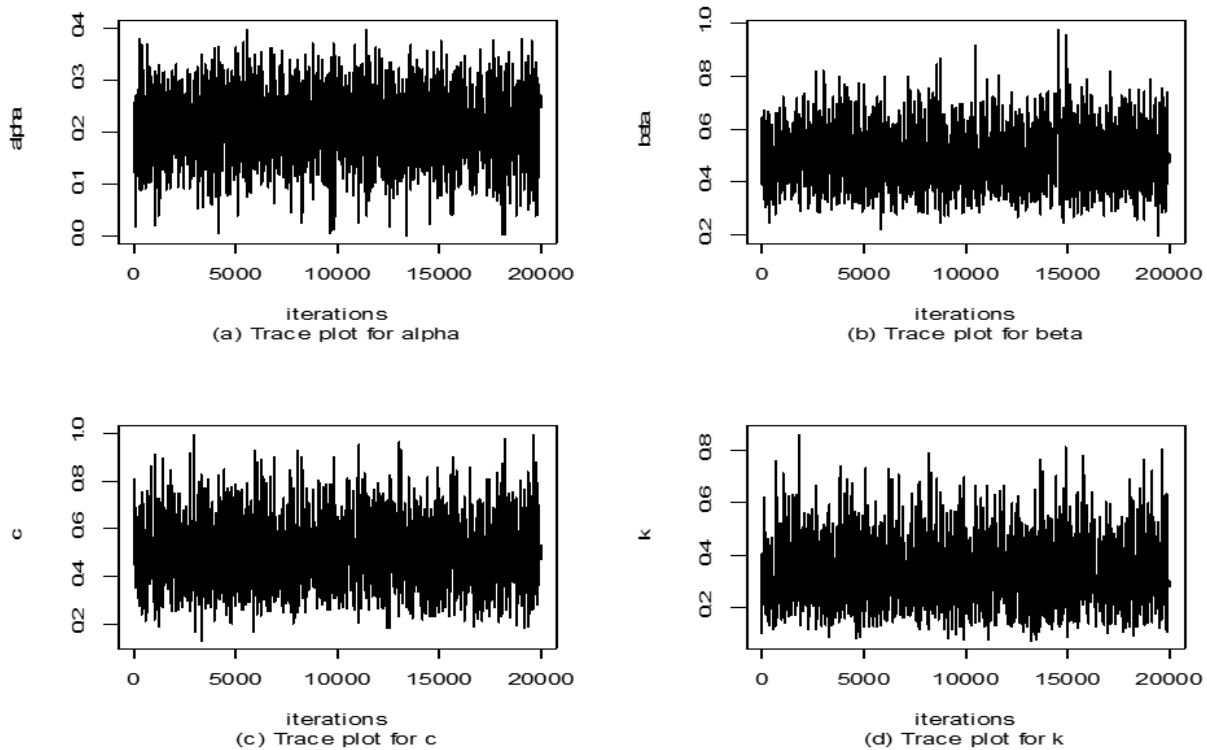 0.0 0.1 0.2 0.3 0.4
alpha
0 5000 10000 15000 20000
iterations
(a) Trace plot for alpha
0.2 0.4 0.6 0.8 1.0
beta
0 5000 10000 15000 20000
iterations
(b) Trace plot for beta
0.2 0.4 0.6 0.8 1.0
c
0 5000 10000 15000 20000
iterations
(c) Trace plot for c
0.2 0.4 0.6 0.8
k
0 5000 10000 15000 20000
iterations
(d) Trace plot for k